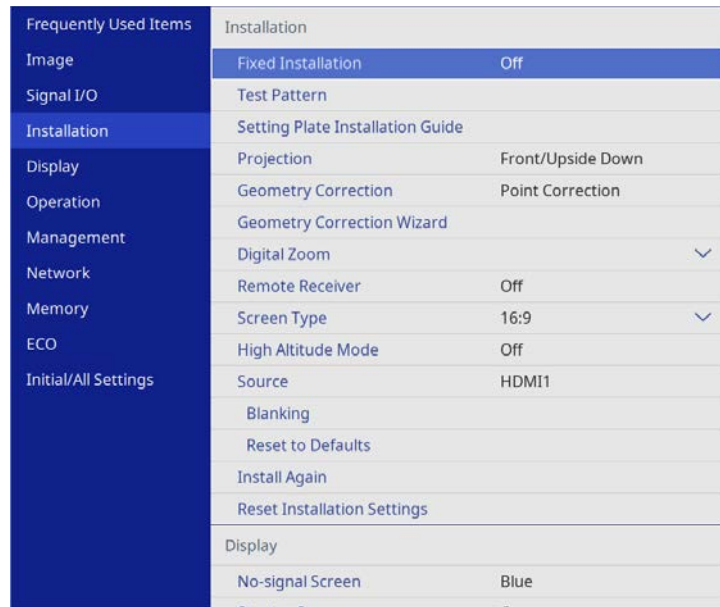 Frequently Used Items
Image
Signal I/O
Installation
Display
Operation
Management
Network
Memory
ECO
Initial/All Settings
Installation
Fixed Installation Off
Test Pattern
Setting Plate Installation Guide
Projection Front/Upside Down
Geometry Correction Point Correction
Geometry Correction Wizard
Digital Zoom
Remote Receiver Off
Screen Type 16:9
High Altitude Mode Off
Source HDMI1
Blanking
Reset to Defaults
Install Again
Reset Installation Settings
Display
No-signal Screen Blue